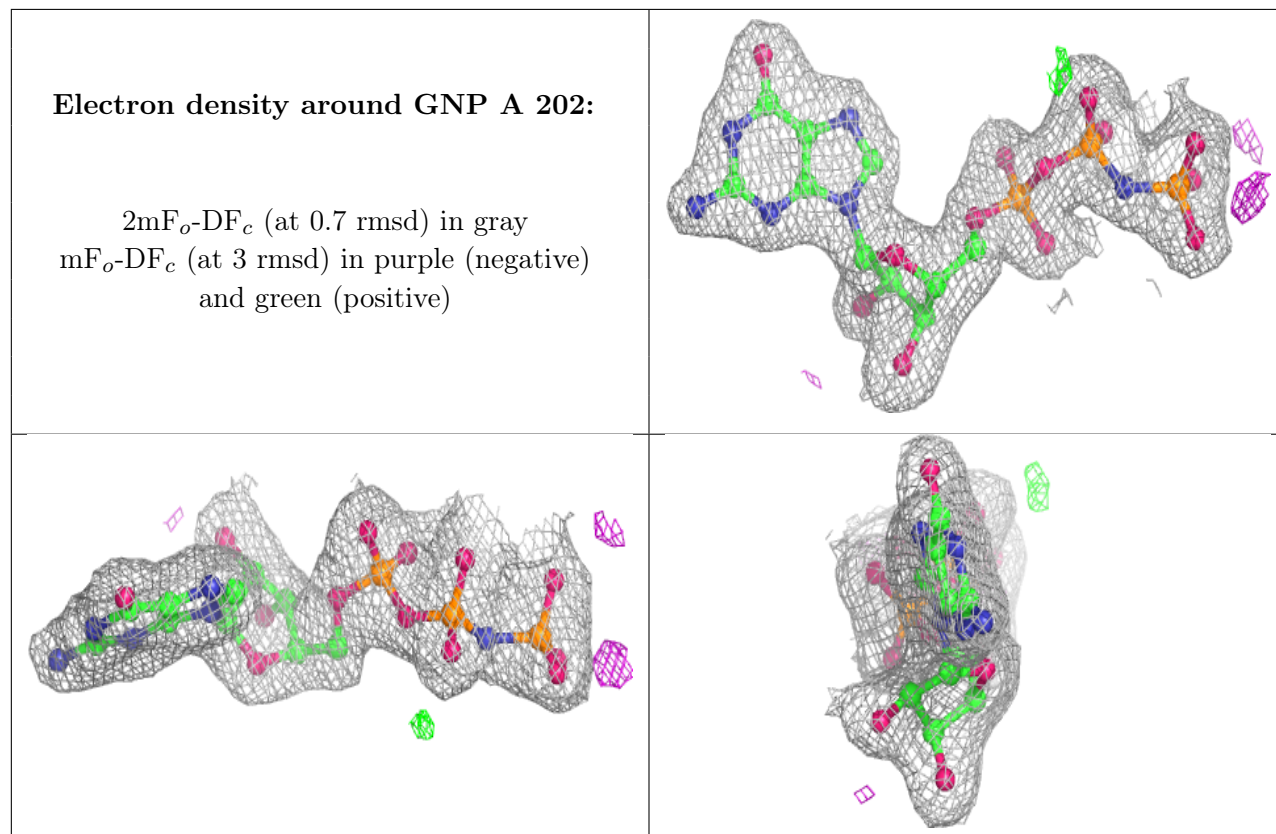 Electron density around GNP A 202:
2mFo-DFc (at 0.7 rmsd) in gray
mFo-DFc (at 3 rmsd) in purple (negative)
and green (positive)